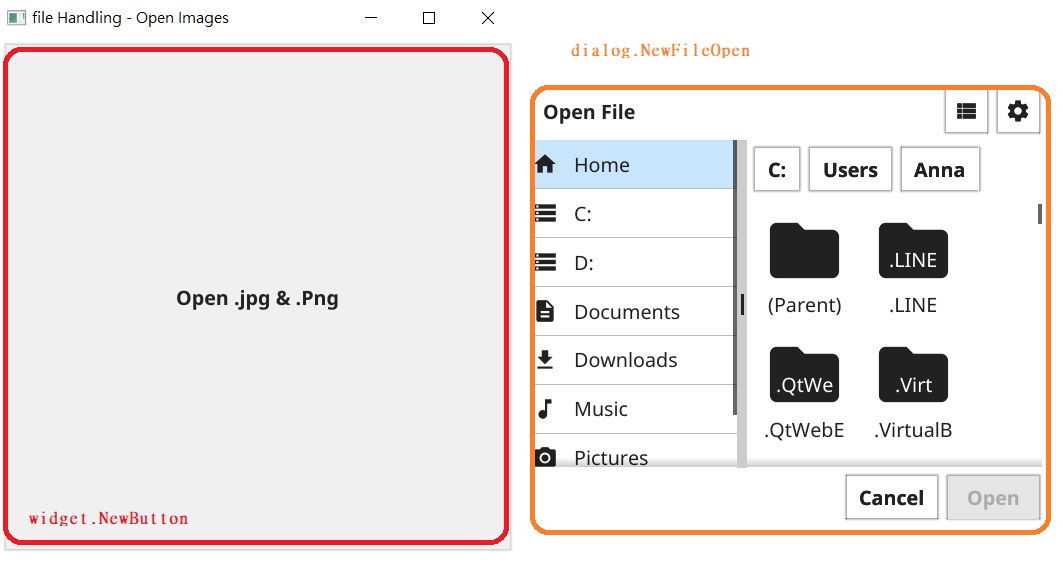 file Handling - Open Images
Open .jpg & .Png
widget.NewButton
dialog.NewFileOpen
Open File
Home
C:
D:
Documents
Downloads
Music
Pictures
C: Users Anna
.LINE
(Parent) .LINE
.QtWe .Virt
.QtWebE .VirtualB
Cancel Open